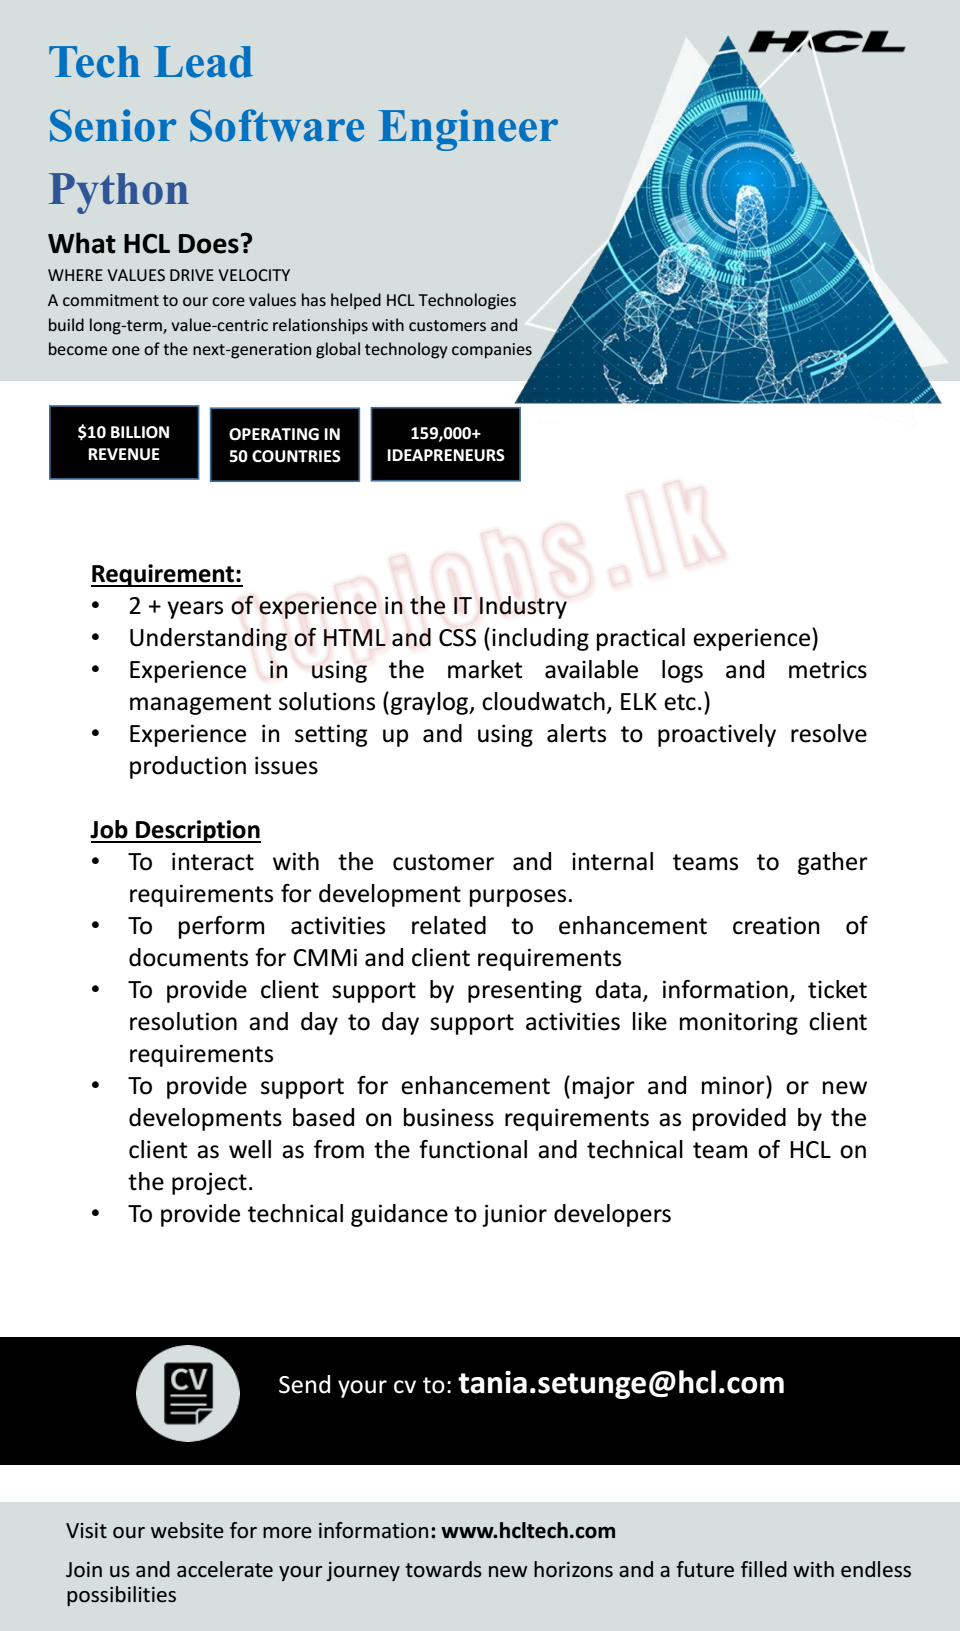 HCL
Tech Lead
Senior Software Engineer
Python
What HCL Does?
WHERE VALUES DRIVE VELOCITY
A commitment to our core values has helped HCL Technologies
build long-term, value-centric relationships with customers and
become one of the next-generation global technology companies
$10 BILLION
REVENUE
OPERATING IN
50 COUNTRIES
159,000+
IDEAPRENEURS
topjobs.lk
Requirement:
• 2 + years of experience in the IT Industry
• Understanding of HTML and CSS (including practical experience)
• Experience in using the market available logs and metrics
management solutions (graylog, cloudwatch, ELK etc.)
• Experience in setting up and using alerts to proactively resolve
production issues
Job Description
• To interact with the customer and internal teams to gather
requirements for development purposes.
• To perform activities related to enhancement creation of
documents for CMMi and client requirements
• To provide client support by presenting data, information, ticket
resolution and day to day support activities like monitoring client
requirements
• To provide support for enhancement (major and minor) or new
developments based on business requirements as provided by the
client as well as from the functional and technical team of HCL on
the project.
• To provide technical guidance to junior developers
CV
Send your cv to: tania.setunge@hcl.com
Visit our website for more information: www.hcltech.com
Join us and accelerate your journey towards new horizons and a future filled with endless
possibilities